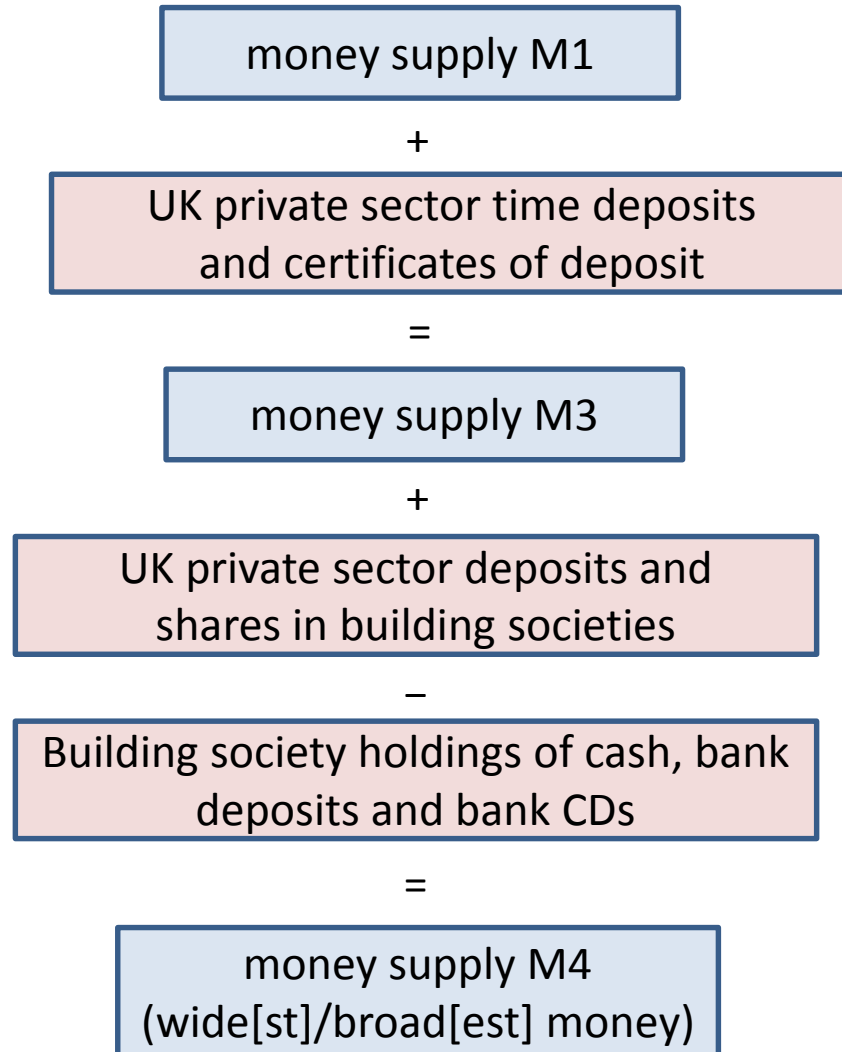 money supply M1
+
UK private sector time deposits
and certificates of deposit
=
money supply M3
+
UK private sector deposits and
shares in building societies
–
Building society holdings of cash, bank
deposits and bank CDs
=
money supply M4
(wide[st]/broad[est] money)